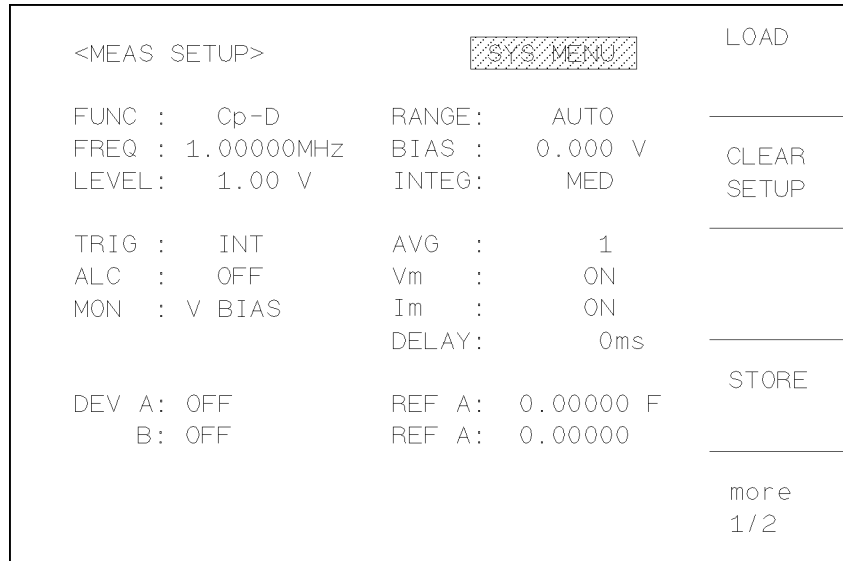 <MEAS SETUP> SYS MENU LOAD
FUNC : Cp-D RANGE: AUTO
FREQ : 1.00000MHz BIAS : 0.000 V CLEAR
LEVEL: 1.00 V INTEG: MED SETUP
TRIG : INT AVG : 1
ALC : OFF Vm : ON
MON : V BIAS Im : ON
DELAY: 0ms
STORE
DEV A: OFF REF A: 0.00000 F
B: OFF REF A: 0.00000
more
1/2